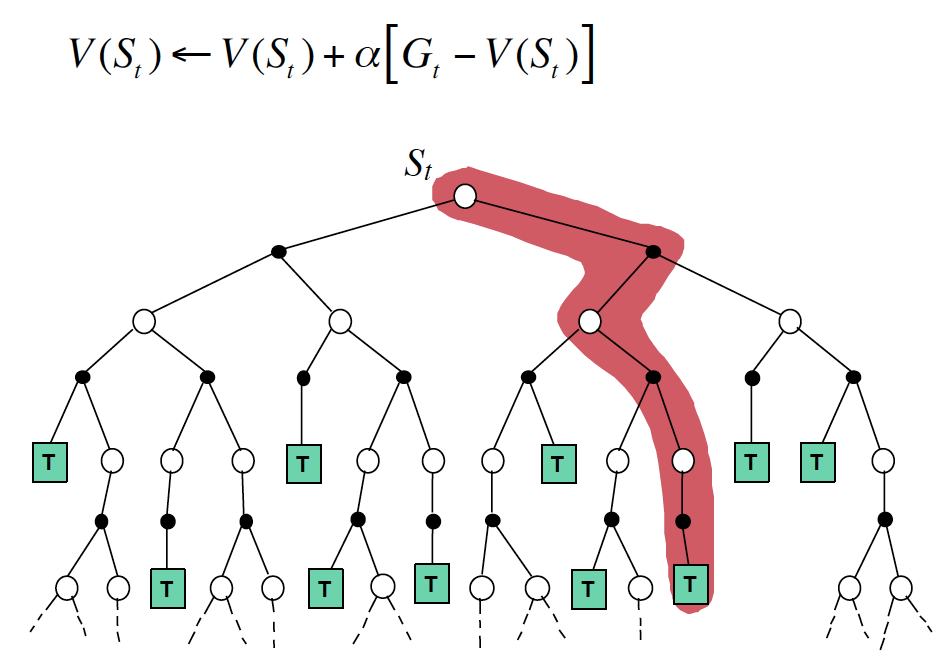 V(S_t) ← V(S_t) + α[G_t − V(S_t)]
S_t
T T T T T
T T T T T